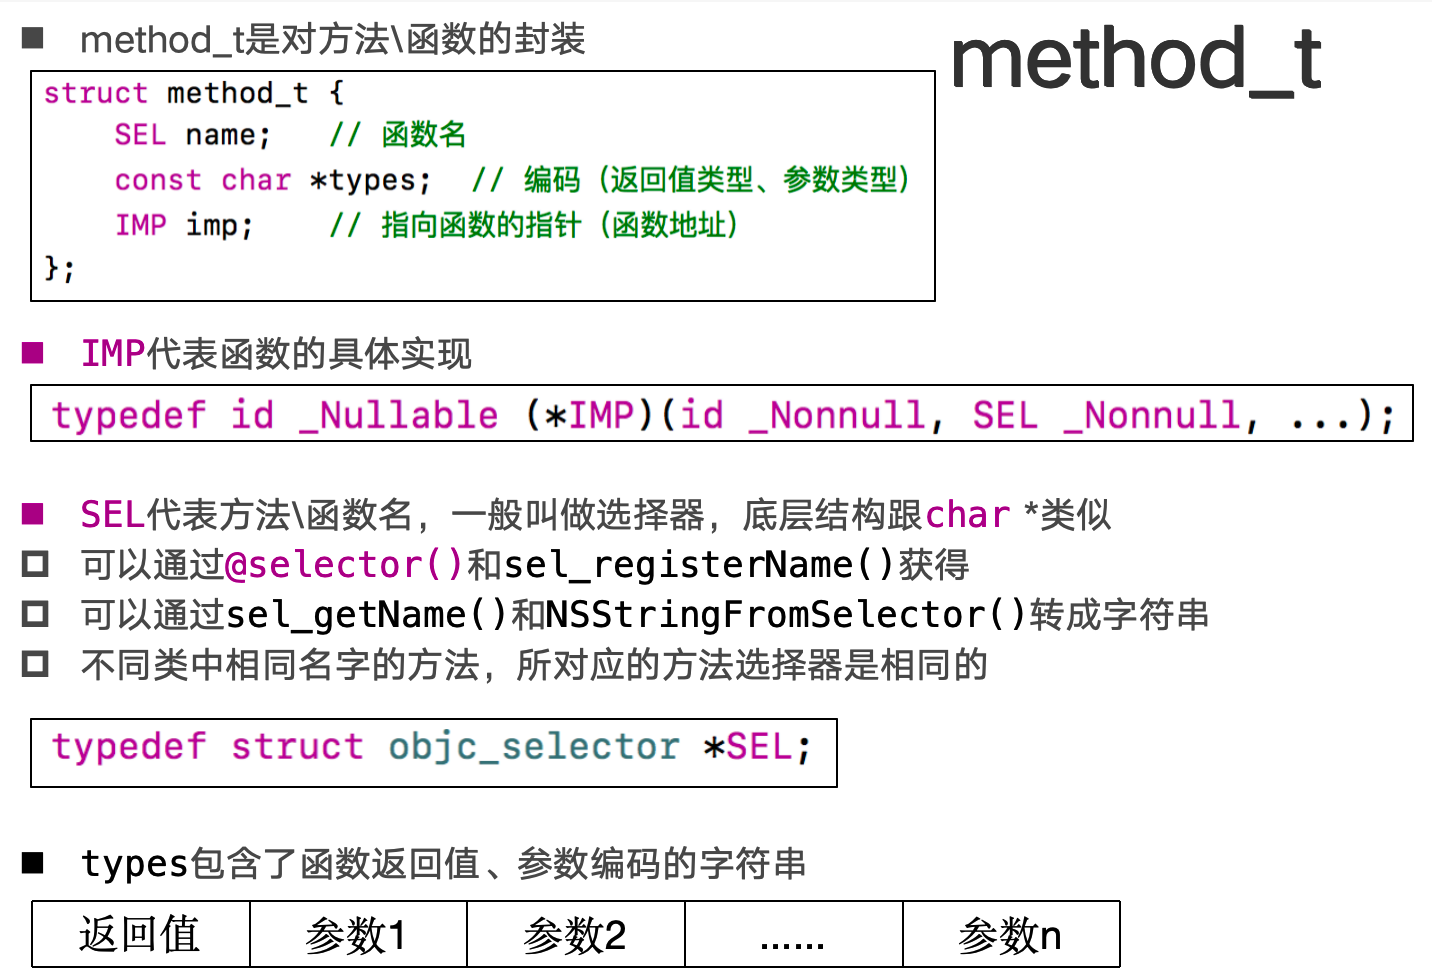 method_t是对方法\函数的封装
method_t
struct method_t {
SEL name; // 函数名
const char *types; // 编码（返回值类型、参数类型）
IMP imp; // 指向函数的指针（函数地址）
};
IMP代表函数的具体实现
typedef id _Nullable (*IMP)(id _Nonnull, SEL _Nonnull, ...);
SEL代表方法\函数名，一般叫做选择器，底层结构跟char *类似
可以通过@selector()和sel_registerName()获得
可以通过sel_getName()和NSStringFromSelector()转成字符串
不同类中相同名字的方法，所对应的方法选择器是相同的
typedef struct objc_selector *SEL;
types包含了函数返回值、参数编码的字符串
返回值 参数1 参数2 ...... 参数n